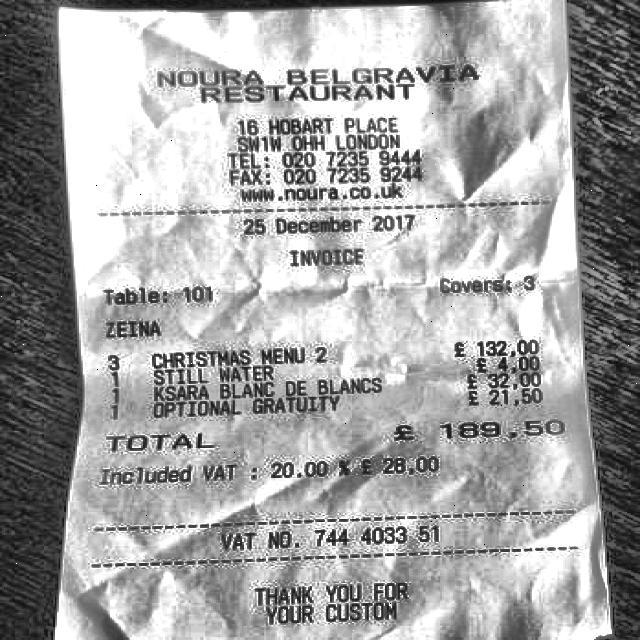 NOURA BELGRAVIA
RESTAURANT
16 HOBART PLACE
SW1W OHH LONDON
TEL: 020 7235 9444
FAX: 020 7235 9244
www.noura.co.uk
25 December 2017
INVOICE
Table: 101 Covers: 3
ZEINA
3 CHRISTMAS MENU 2 £ 132,00
1 STILL WATER £ 4,00
1 KSARA BLANC DE BLANCS £ 32,00
1 OPTIONAL GRATUITY £ 21,50
TOTAL £ 189,50
Included VAT : 20.00 % £ 28,00
VAT NO. 744 4033 51
THANK YOU FOR
YOUR CUSTOM